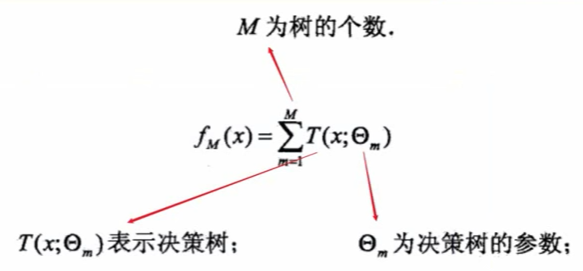 M 为树的个数.
f_M(x) = \sum_{m=1}^{M} T(x;Θ_m)
T(x;Θ_m)表示决策树;
Θ_m 为决策树的参数;